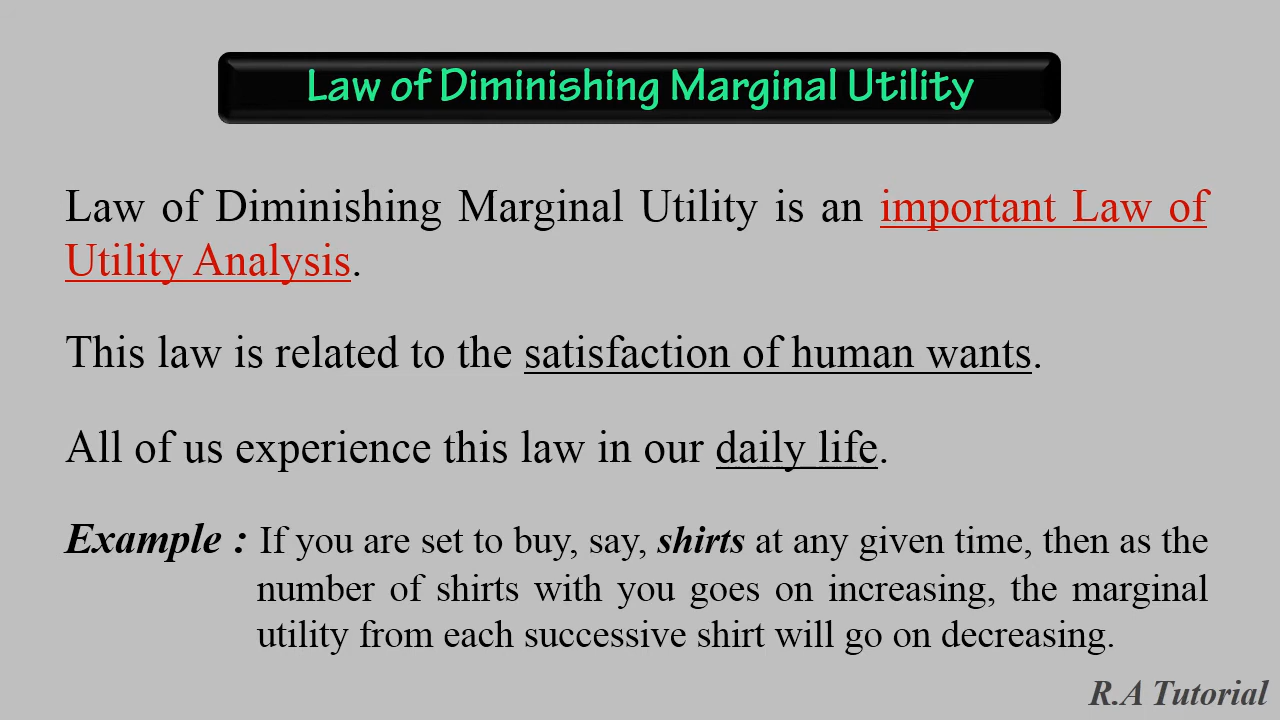 Law of Diminishing Marginal Utility
Law of Diminishing Marginal Utility is an important Law of
Utility Analysis.
This law is related to the satisfaction of human wants.
All of us experience this law in our daily life.
Example : If you are set to buy, say, shirts at any given time, then as the
number of shirts with you goes on increasing, the marginal
utility from each successive shirt will go on decreasing.
R.A Tutorial